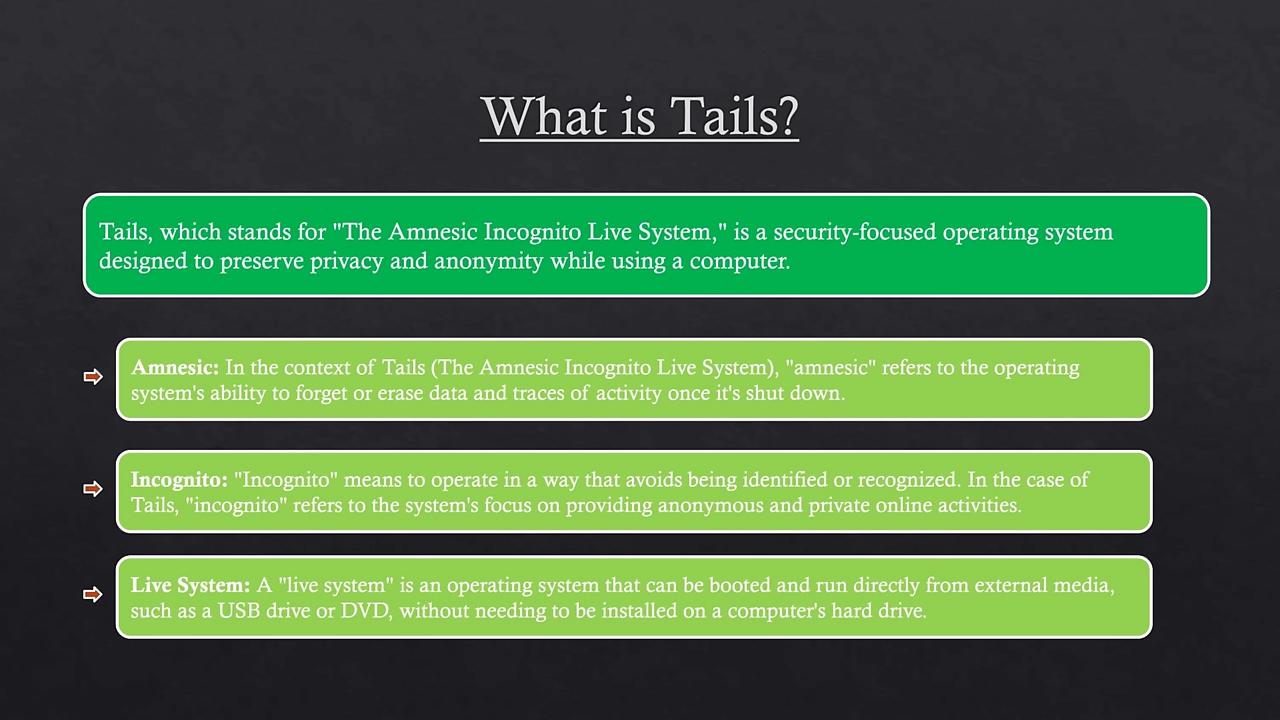 What is Tails?
Tails, which stands for "The Amnesic Incognito Live System," is a security-focused operating system
designed to preserve privacy and anonymity while using a computer.
Amnesic: In the context of Tails (The Amnesic Incognito Live System), "amnesic" refers to the operating
system's ability to forget or erase data and traces of activity once it's shut down.
Incognito: "Incognito" means to operate in a way that avoids being identified or recognized. In the case of
Tails, "incognito" refers to the system's focus on providing anonymous and private online activities.
Live System: A "live system" is an operating system that can be booted and run directly from external media,
such as a USB drive or DVD, without needing to be installed on a computer's hard drive.